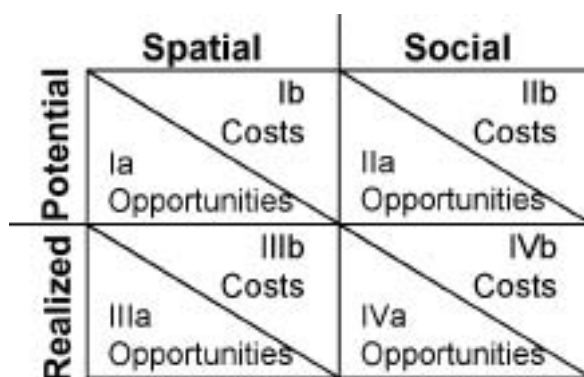 Spatial
Social
Potential
Ib
Costs
Ia
Opportunities
IIb
Costs
IIa
Opportunities
Realized
IIIb
Costs
IIIa
Opportunities
IVb
Costs
IVa
Opportunities